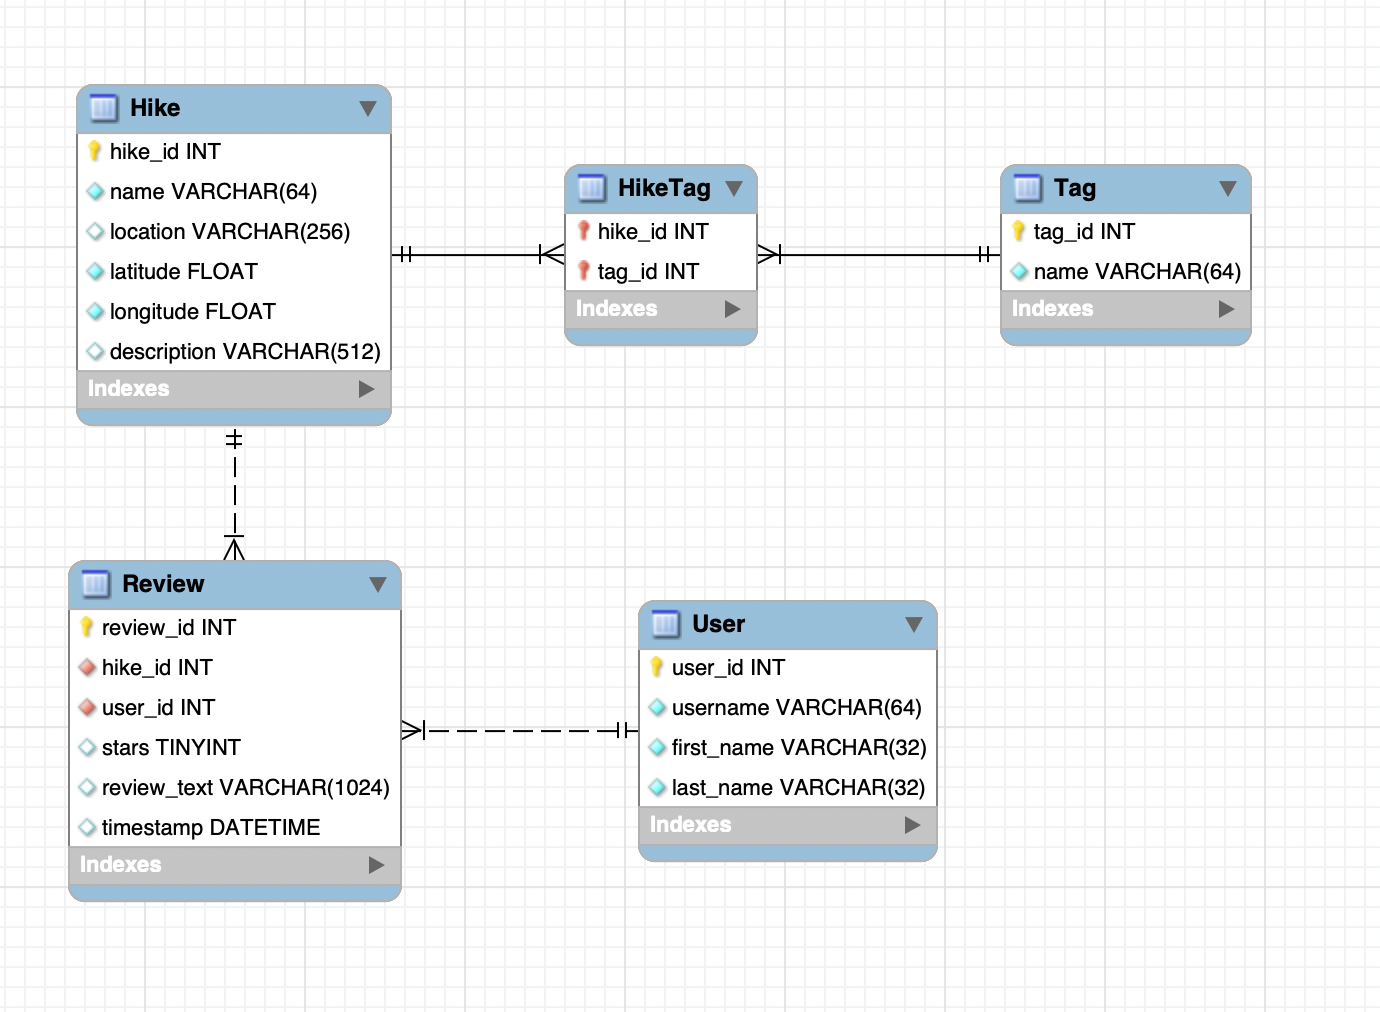 Hike
hike_id INT
name VARCHAR(64)
location VARCHAR(256)
latitude FLOAT
longitude FLOAT
description VARCHAR(512)
Indexes
HikeTag
hike_id INT
tag_id INT
Indexes
Tag
tag_id INT
name VARCHAR(64)
Indexes
Review
review_id INT
hike_id INT
user_id INT
stars TINYINT
review_text VARCHAR(1024)
timestamp DATETIME
Indexes
User
user_id INT
username VARCHAR(64)
first_name VARCHAR(32)
last_name VARCHAR(32)
Indexes